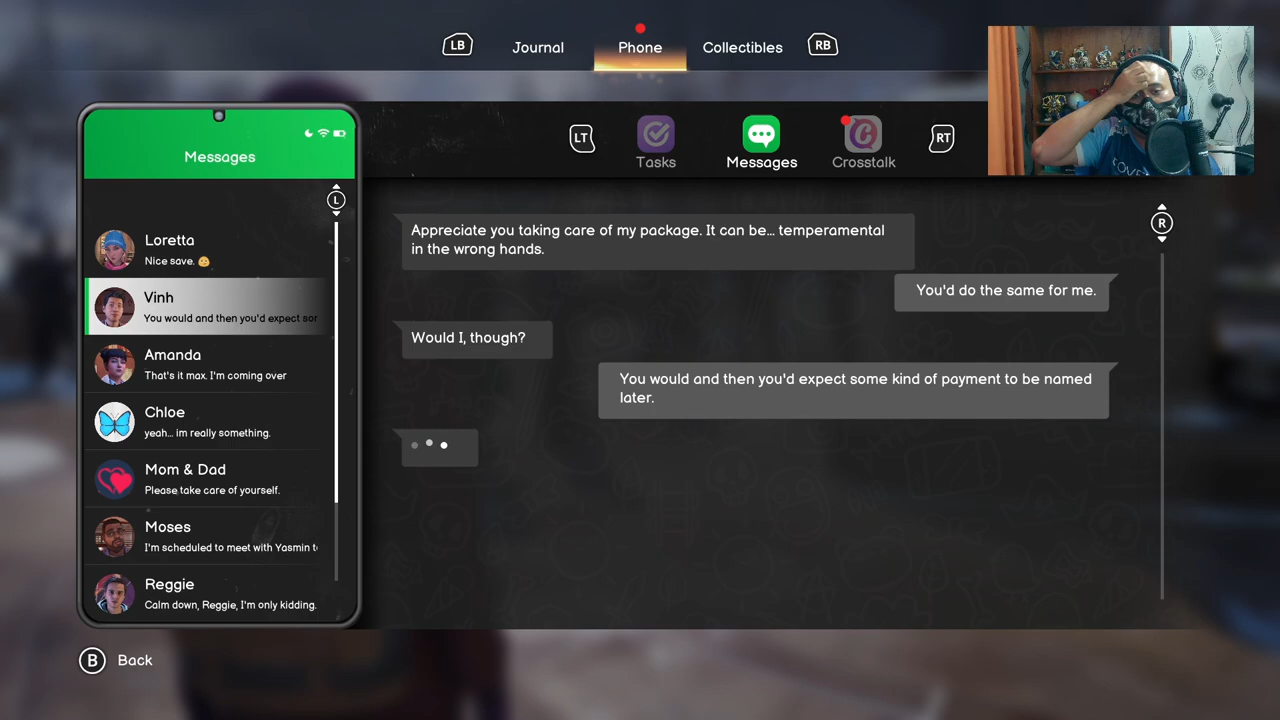 LB
Journal
Phone
Collectibles
RB
Messages
LT
Tasks
Messages
Crosstalk
RT
L
Loretta
Nice save.
Vinh
You would and then you'd expect sor
Amanda
That's it max. I'm coming over
Chloe
yeah... im really something.
Mom & Dad
Please take care of yourself.
Moses
I'm scheduled to meet with Yasmin t
Reggie
Calm down, Reggie, I'm only kidding.
R
Appreciate you taking care of my package. It can be... temperamental
in the wrong hands.
You'd do the same for me.
Would I, though?
You would and then you'd expect some kind of payment to be named
later.
B
Back